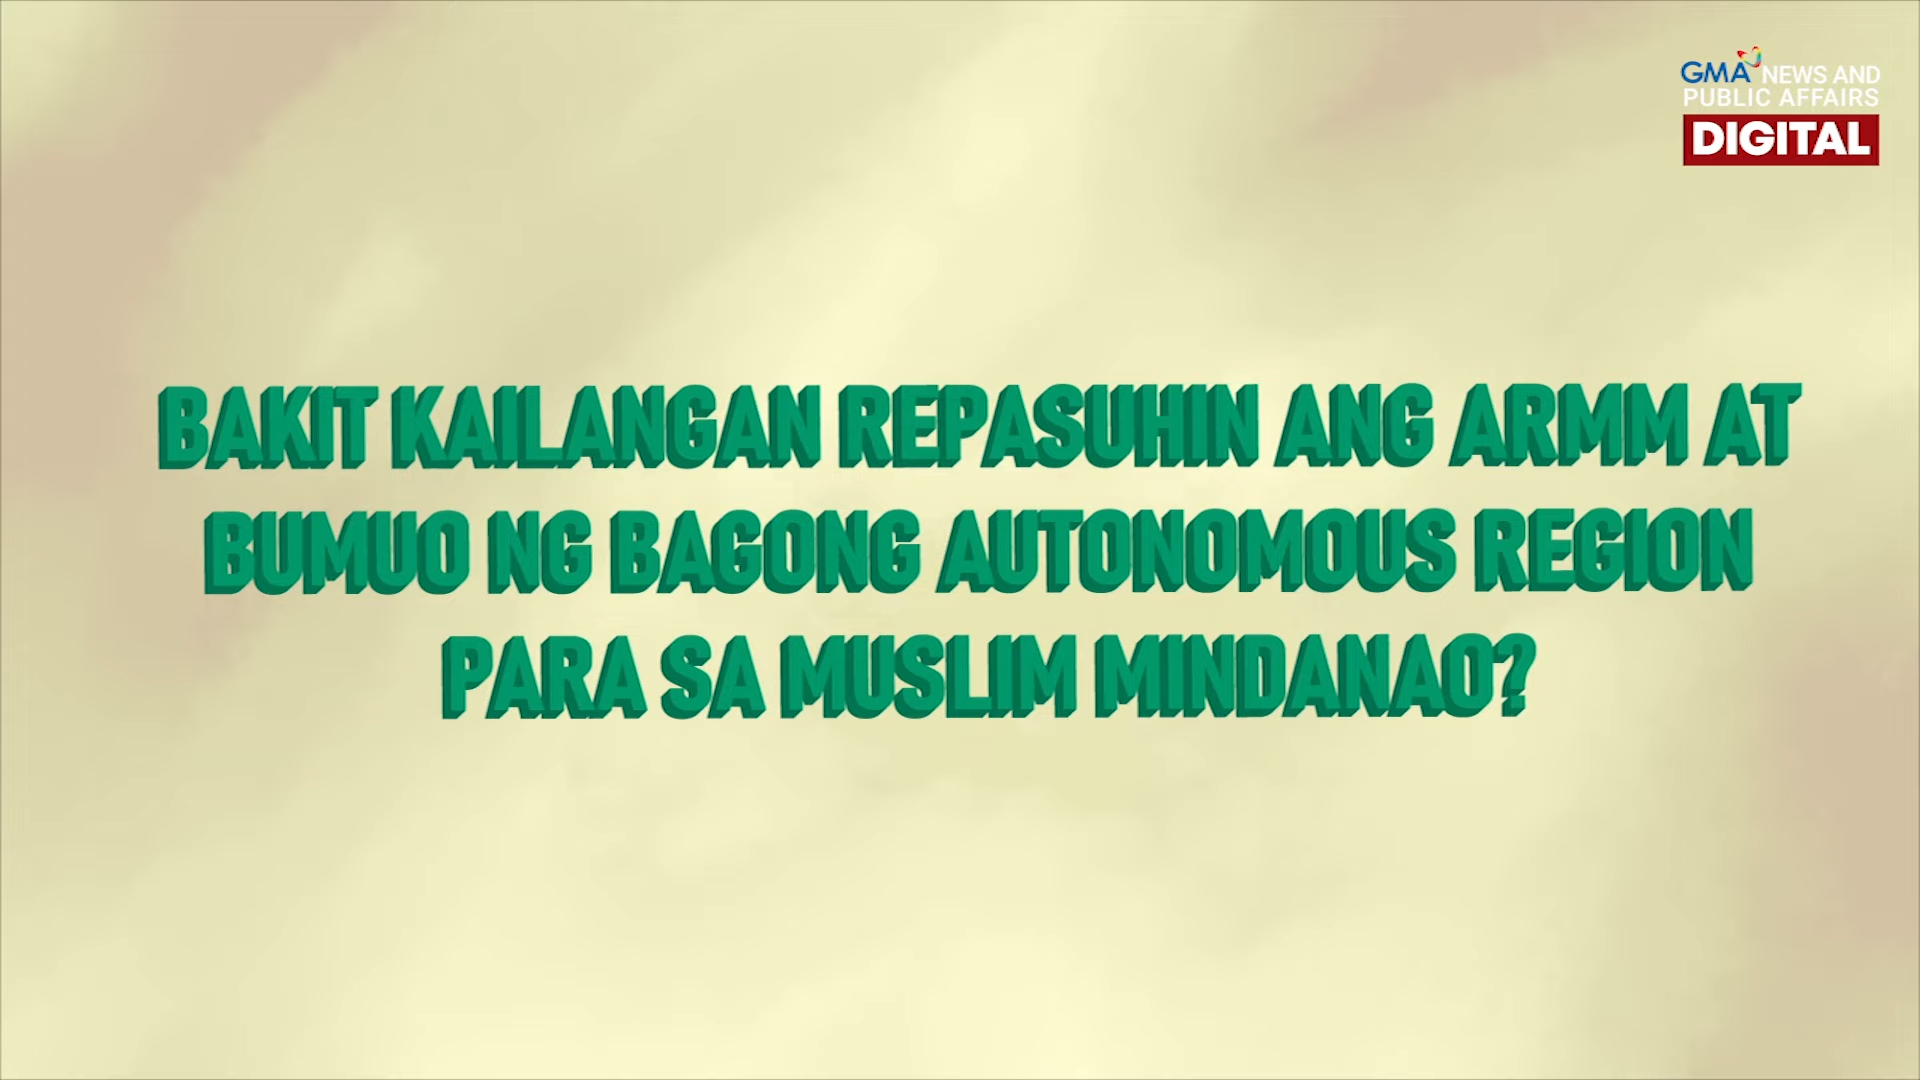 GMA NEWS AND
PUBLIC AFFAIRS
DIGITAL
BAKIT KAILANGAN REPASUHIN ANG ARMM AT
BUMUO NG BAGONG AUTONOMOUS REGION
PARA SA MUSLIM MINDANAO?